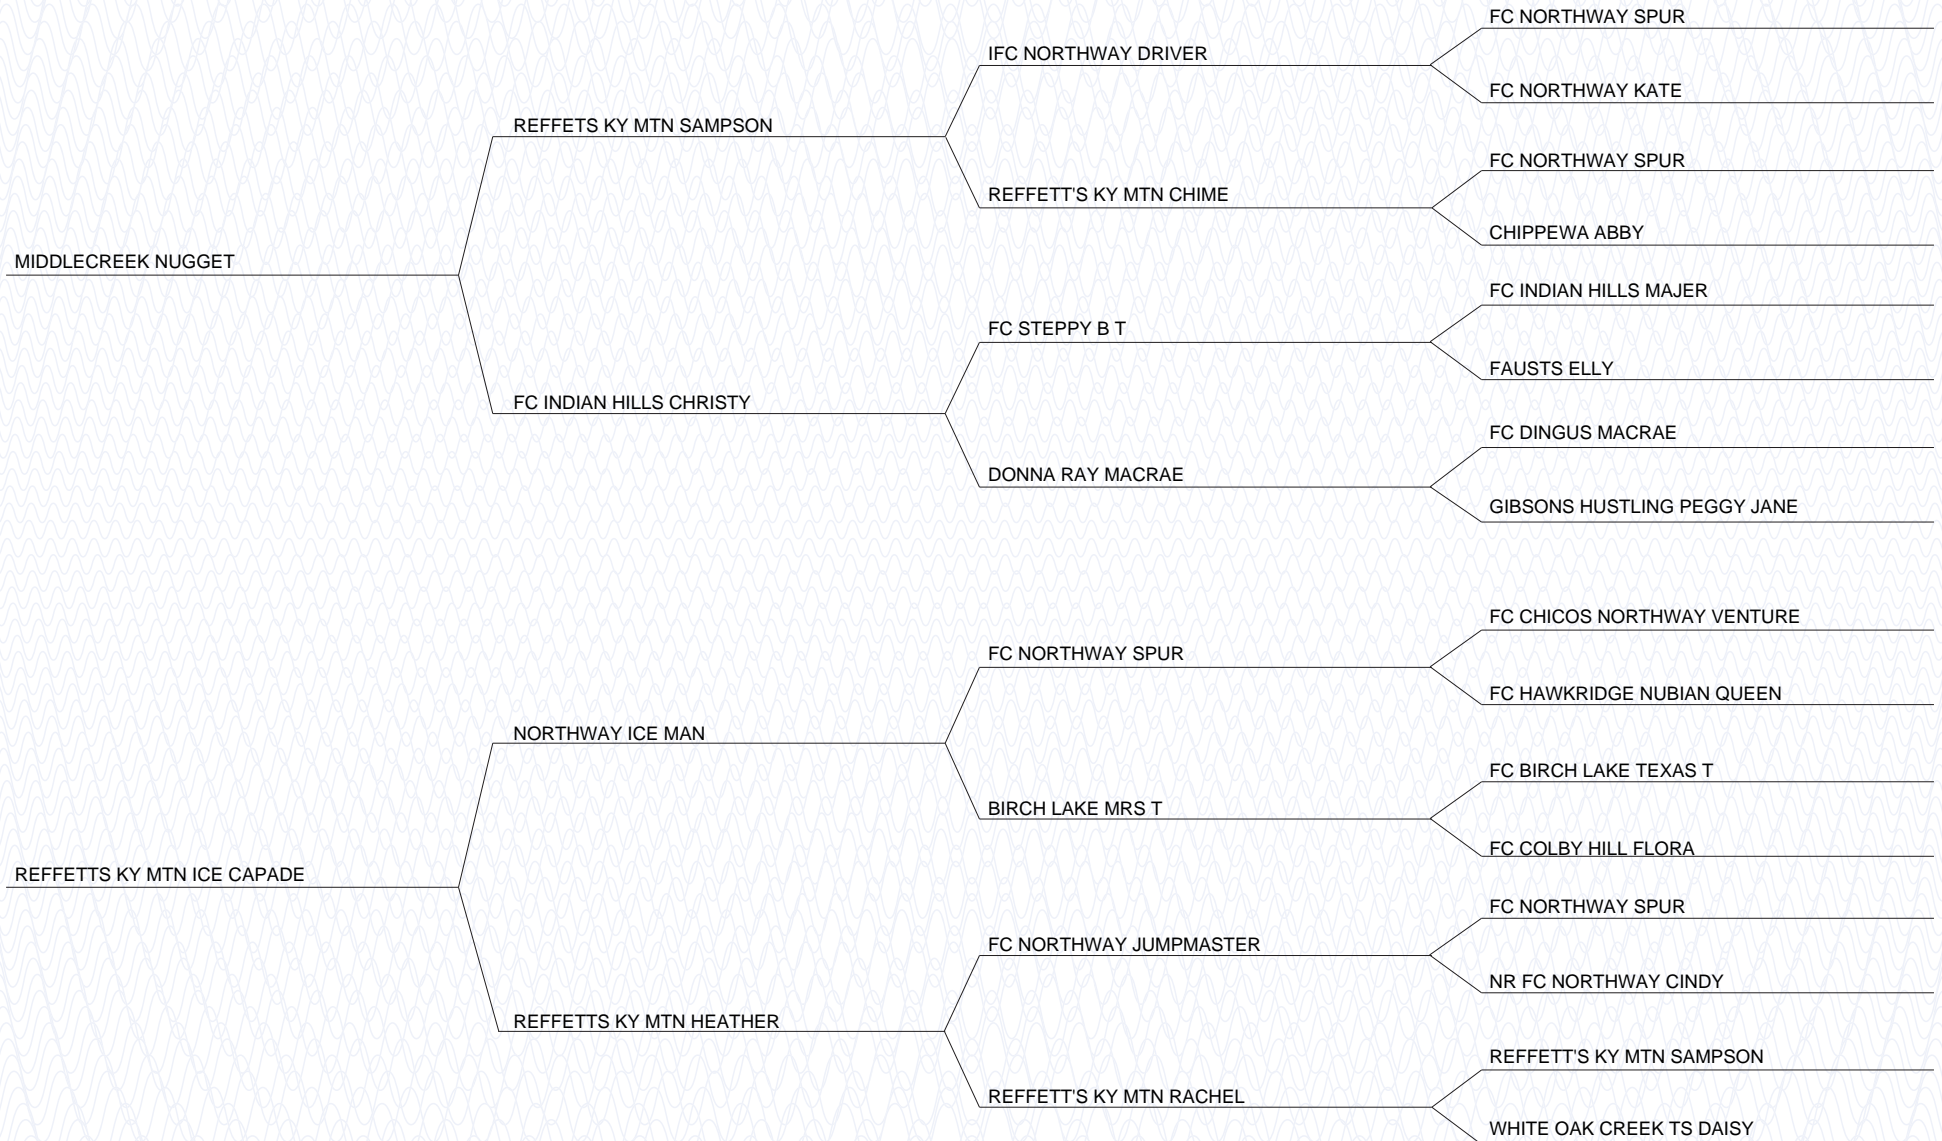 FC NORTHWAY SPUR
IFC NORTHWAY DRIVER
FC NORTHWAY KATE
REFFETS KY MTN SAMPSON
FC NORTHWAY SPUR
REFFETT'S KY MTN CHIME
CHIPPEWA ABBY
MIDDLECREEK NUGGET
FC INDIAN HILLS MAJER
FC STEPPY B T
FAUSTS ELLY
FC INDIAN HILLS CHRISTY
FC DINGUS MACRAE
DONNA RAY MACRAE
GIBSONS HUSTLING PEGGY JANE
FC CHICOS NORTHWAY VENTURE
FC NORTHWAY SPUR
FC HAWKRIDGE NUBIAN QUEEN
NORTHWAY ICE MAN
FC BIRCH LAKE TEXAS T
BIRCH LAKE MRS T
FC COLBY HILL FLORA
REFFETTS KY MTN ICE CAPADE
FC NORTHWAY SPUR
FC NORTHWAY JUMPMASTER
NR FC NORTHWAY CINDY
REFFETTS KY MTN HEATHER
REFFETT'S KY MTN SAMPSON
REFFETT'S KY MTN RACHEL
WHITE OAK CREEK TS DAISY